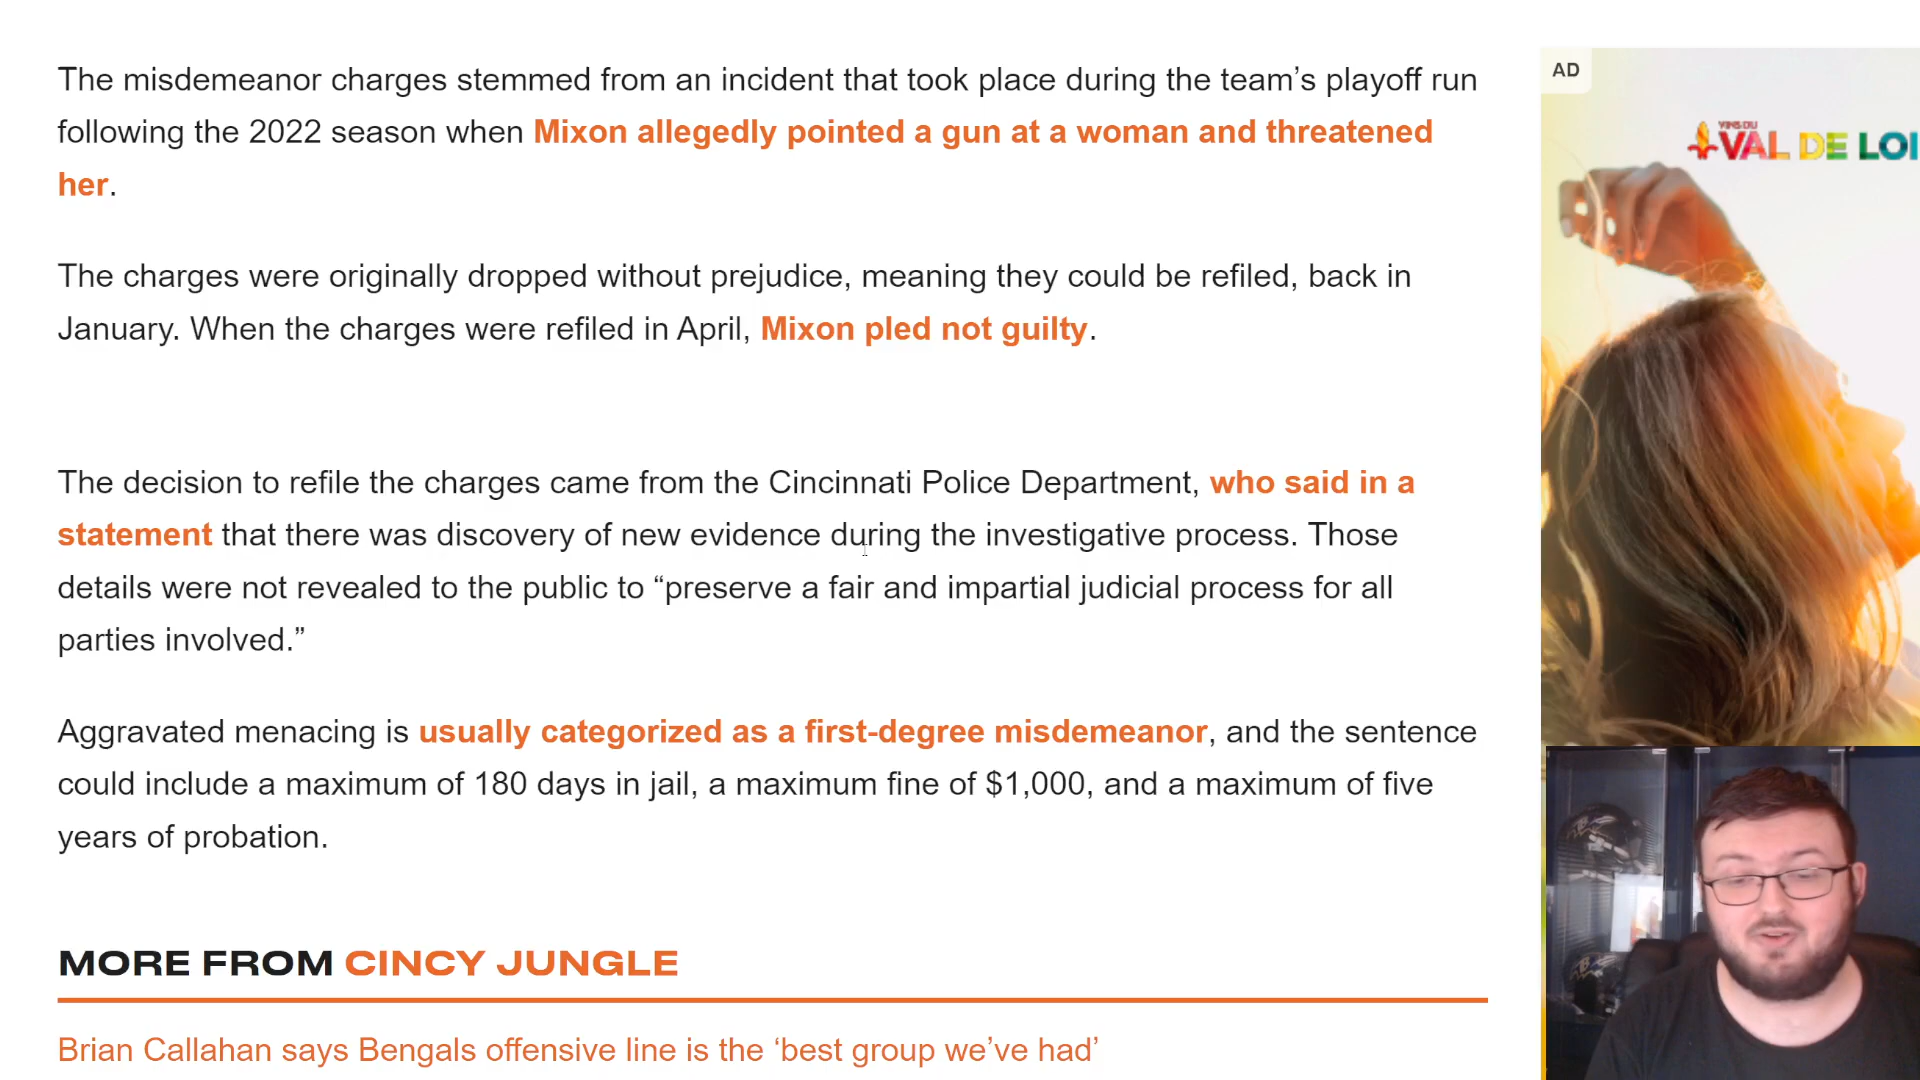 The misdemeanor charges stemmed from an incident that took place during the team’s playoff run
following the 2022 season when Mixon allegedly pointed a gun at a woman and threatened
her.
The charges were originally dropped without prejudice, meaning they could be refiled, back in
January. When the charges were refiled in April, Mixon pled not guilty.
The decision to refile the charges came from the Cincinnati Police Department, who said in a
statement that there was discovery of new evidence during the investigative process. Those
details were not revealed to the public to “preserve a fair and impartial judicial process for all
parties involved.”
Aggravated menacing is usually categorized as a first-degree misdemeanor, and the sentence
could include a maximum of 180 days in jail, a maximum fine of $1,000, and a maximum of five
years of probation.
MORE FROM CINCY JUNGLE
Brian Callahan says Bengals offensive line is the ‘best group we’ve had’
AD
VINS DU
VAL DE LOI